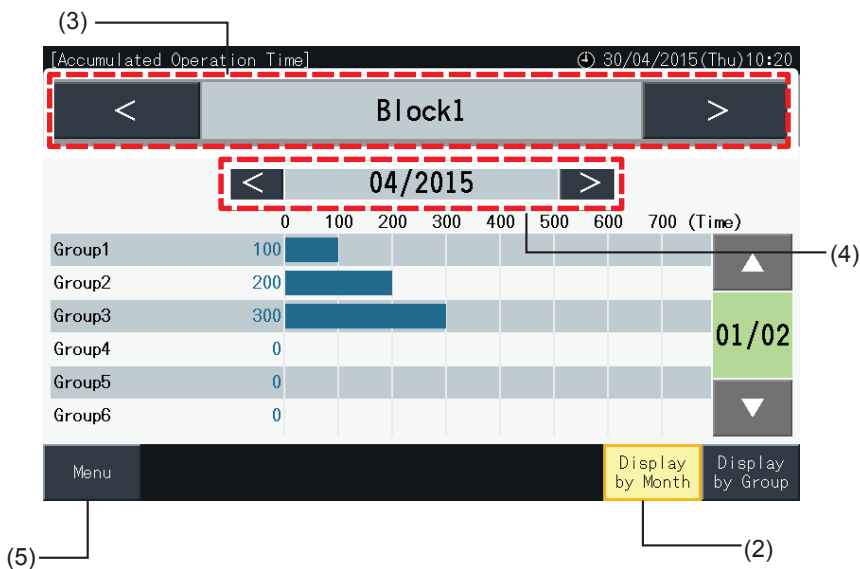 (3)
[Accumulated Operation Time] 30/04/2015(Thu)10:20
< Block1 >
< 04/2015 >
0 100 200 300 400 500 600 700 (Time)
(4)
Group1 100
Group2 200
Group3 300
01/02
Group4 0
Group5 0
Group6 0
Menu Display by Month Display by Group
(5) (2)